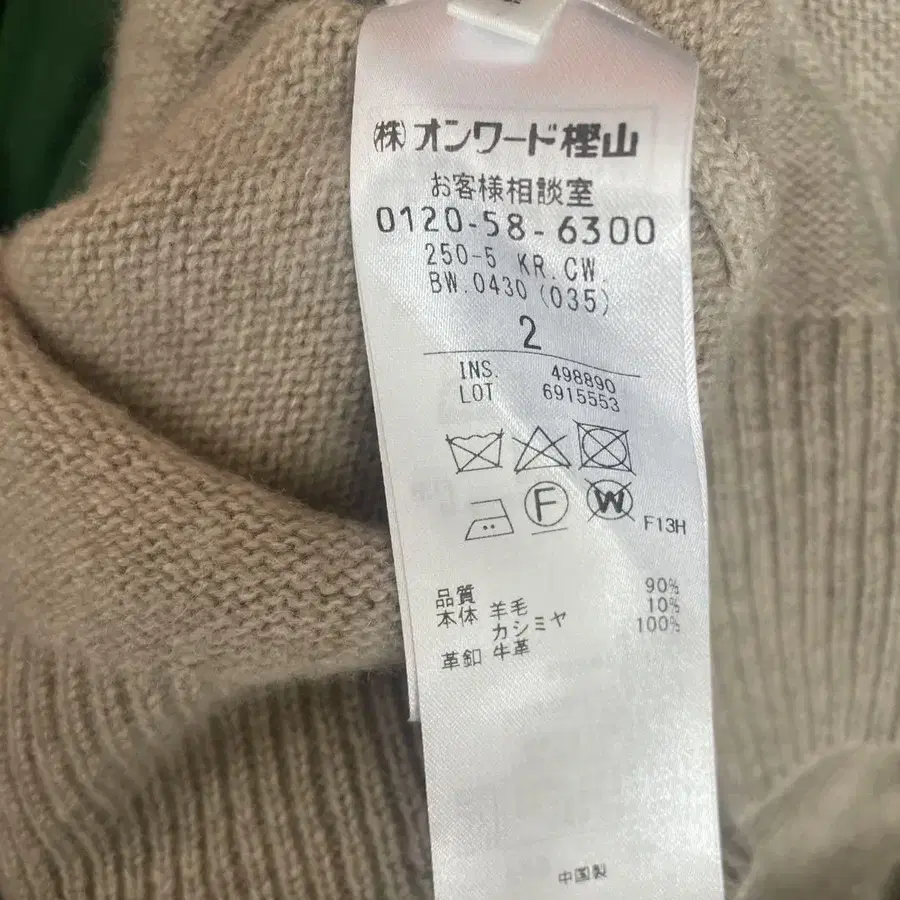 (株)オンワード樫山
お客様相談室
0120-58-6300
250-5 KR.CW.
BW.0430 (035)
2
INS. 498890
LOT 6915553
F
W
F13H
品質
本体 羊毛 90%
カシミヤ 10%
革釦 牛革 100%
中国製